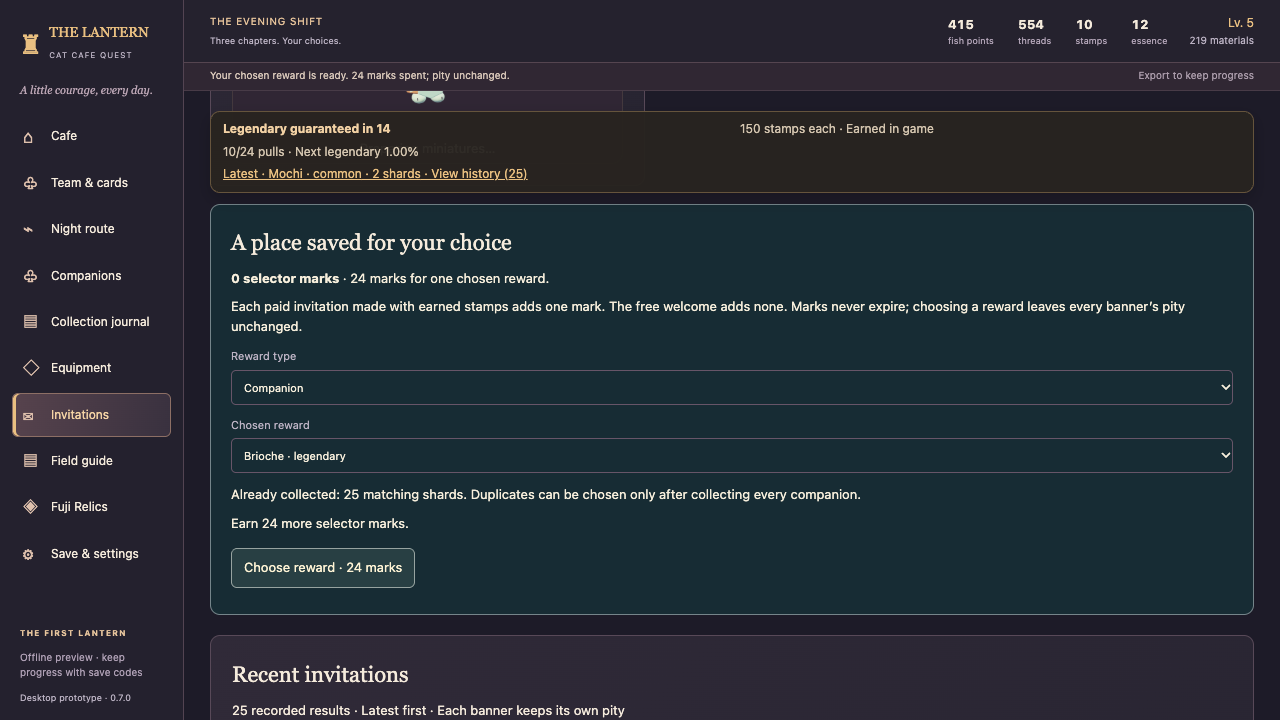 THE LANTERN
CAT CAFE QUEST
A little courage, every day.
Cafe
Team & cards
Night route
Companions
Collection journal
Equipment
Invitations
Field guide
Fuji Relics
Save & settings
THE FIRST LANTERN
Offline preview · keep
progress with save codes
Desktop prototype · 0.7.0
THE EVENING SHIFT
Three chapters. Your choices.
415
fish points
554
threads
10
stamps
12
essence
Lv. 5
219 materials
Your chosen reward is ready. 24 marks spent; pity unchanged.
Export to keep progress
Legendary guaranteed in 14
150 stamps each · Earned in game
10/24 pulls · Next legendary 1.00%
miniatures...
Latest · Mochi · common · 2 shards · View history (25)
A place saved for your choice
0 selector marks · 24 marks for one chosen reward.
Each paid invitation made with earned stamps adds one mark. The free welcome adds none. Marks never expire; choosing a reward leaves every banner’s pity
unchanged.
Reward type
Companion
Chosen reward
Brioche · legendary
Already collected: 25 matching shards. Duplicates can be chosen only after collecting every companion.
Earn 24 more selector marks.
Choose reward · 24 marks
Recent invitations
25 recorded results · Latest first · Each banner keeps its own pity